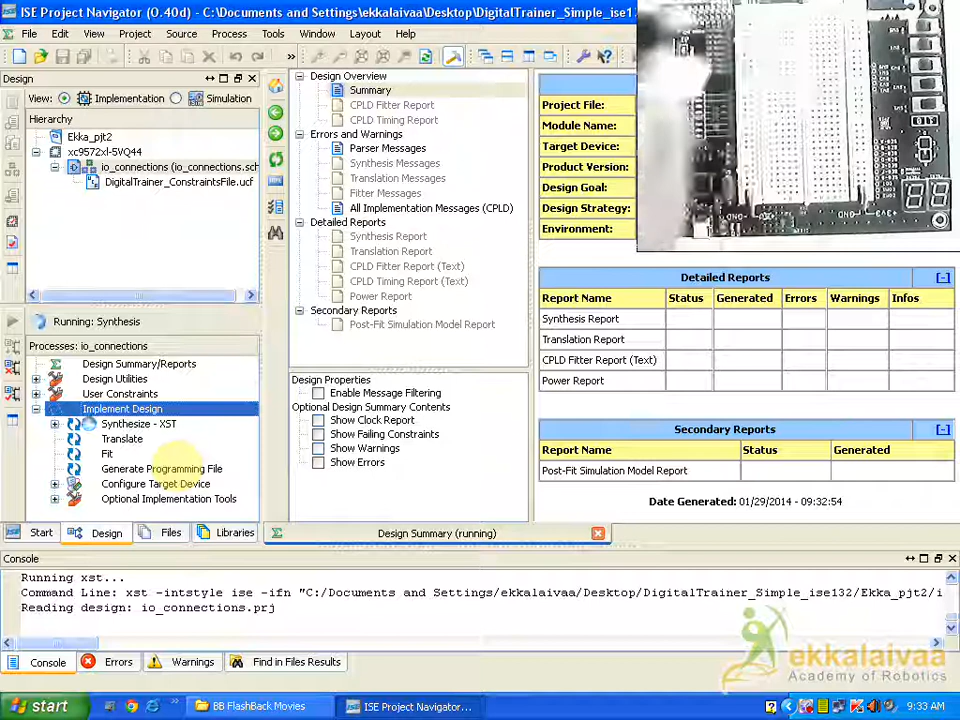 ISE Project Navigator (0.40d) - C:\Documents and Settings\ekkalaivaa\Desktop\DigitalTrainer_Simple_ise1
File Edit View Project Source Process Tools Window Layout Help
Design
View: Implementation Simulation
Hierarchy
Ekka_pjt2
xc9572xl-5VQ44
io_connections (io_connections.sch
DigitalTrainer_ConstraintsFile.ucf
Running: Synthesis
Processes: io_connections
Design Summary/Reports
Design Utilities
User Constraints
Implement Design
Synthesize - XST
Translate
Fit
Generate Programming File
Configure Target Device
Optional Implementation Tools
Start Design Files Libraries
Design Overview
Summary
CPLD Fitter Report
CPLD Timing Report
Errors and Warnings
Parser Messages
Synthesis Messages
Translation Messages
Fitter Messages
All Implementation Messages (CPLD)
Detailed Reports
Synthesis Report
Translation Report
CPLD Fitter Report (Text)
CPLD Timing Report (Text)
Power Report
Secondary Reports
Post-Fit Simulation Model Report
Design Properties
Enable Message Filtering
Optional Design Summary Contents
Show Clock Report
Show Failing Constraints
Show Warnings
Show Errors
Design Summary (running)
Project File:
Module Name:
Target Device:
Product Version:
Design Goal:
Design Strategy:
Environment:
Detailed Reports [-]
Report Name Status Generated Errors Warnings Infos
Synthesis Report
Translation Report
CPLD Fitter Report (Text)
Power Report
Secondary Reports [-]
Report Name Status Generated
Post-Fit Simulation Model Report
Date Generated: 01/29/2014 - 09:32:54
Console
Running xst...
Command Line: xst -intstyle ise -ifn "C:/Documents and Settings/ekkalaivaa/Desktop/DigitalTrainer_Simple_ise132/Ekka_pjt2/i
Reading design: io_connections.prj
Console Errors Warnings Find in Files Results
ekkalaivaa
Academy of Robotics
start BB FlashBack Movies ISE Project Navigator... 9:33 AM